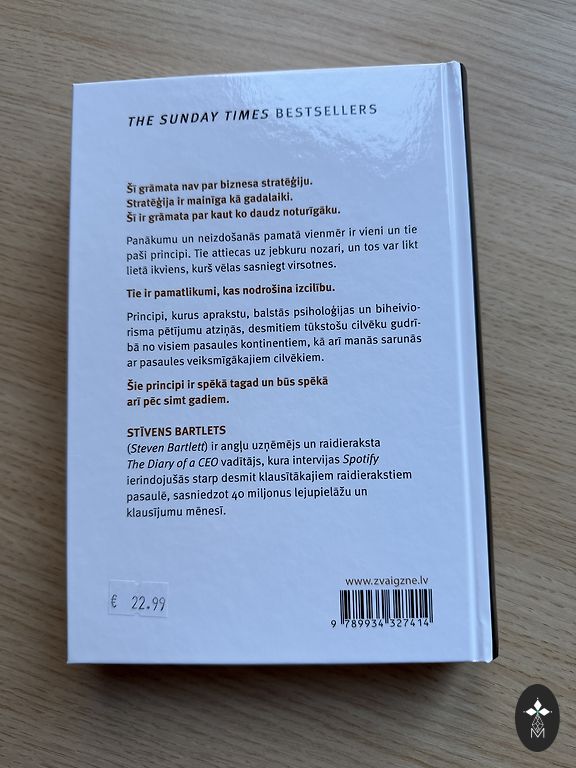 THE SUNDAY TIMES BESTSELLERS
Šī grāmata nav par biznesa stratēģiju.
Stratēģija ir mainīga kā gadalaiki.
Šī ir grāmata par kaut ko daudz noturīgāku.
Panākumu un neizdošanās pamatā vienmēr ir vieni un tie
paši principi. Tie attiecas uz jebkuru nozari, un tos var likt
lietā ikviens, kurš vēlas sasniegt virsotnes.
Tie ir pamatlikumi, kas nodrošina izcilību.
Principi, kurus aprakstu, balstās psiholoģijas un biheivio-
risma pētījumu atziņās, desmitiem tūkstošu cilvēku gudrī-
bā no visiem pasaules kontinentiem, kā arī manās sarunās
ar pasaules veiksmīgākajiem cilvēkiem.
Šie principi ir spēkā tagad un būs spēkā
arī pēc simt gadiem.
STĪVENS BARTLETS
(Steven Bartlett) ir angļu uzņēmējs un raidieraksta
The Diary of a CEO vadītājs, kura intervijas Spotify
ierindojušās starp desmit klausītākajiem raidierakstiem
pasaulē, sasniedzot 40 miljonus lejupielāžu un
klausījumu mēnesī.
www.zvaigzne.lv
€ 22.99
9 789934 327414
M